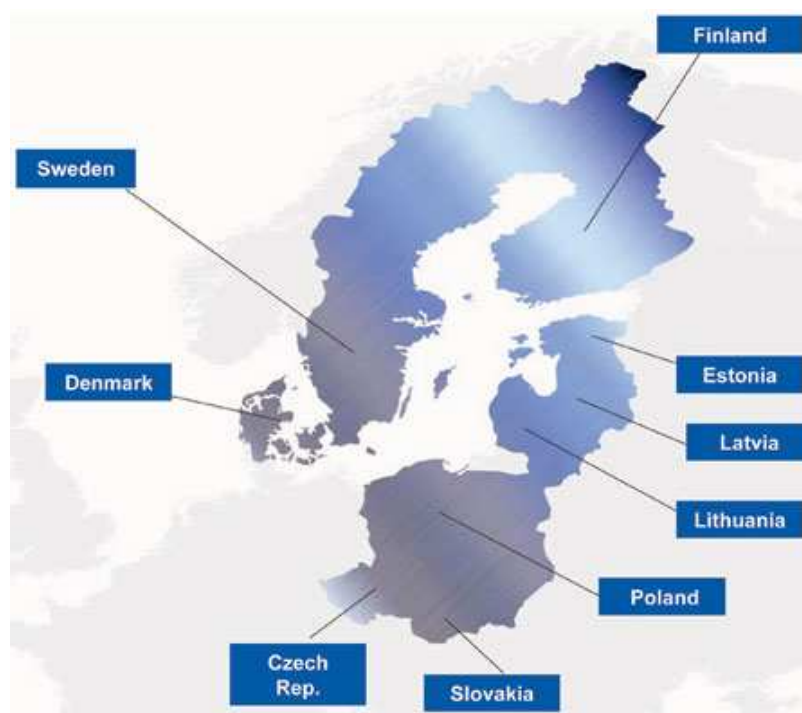 Finland
Sweden
Denmark
Estonia
Latvia
Lithuania
Poland
Czech
Rep.
Slovakia